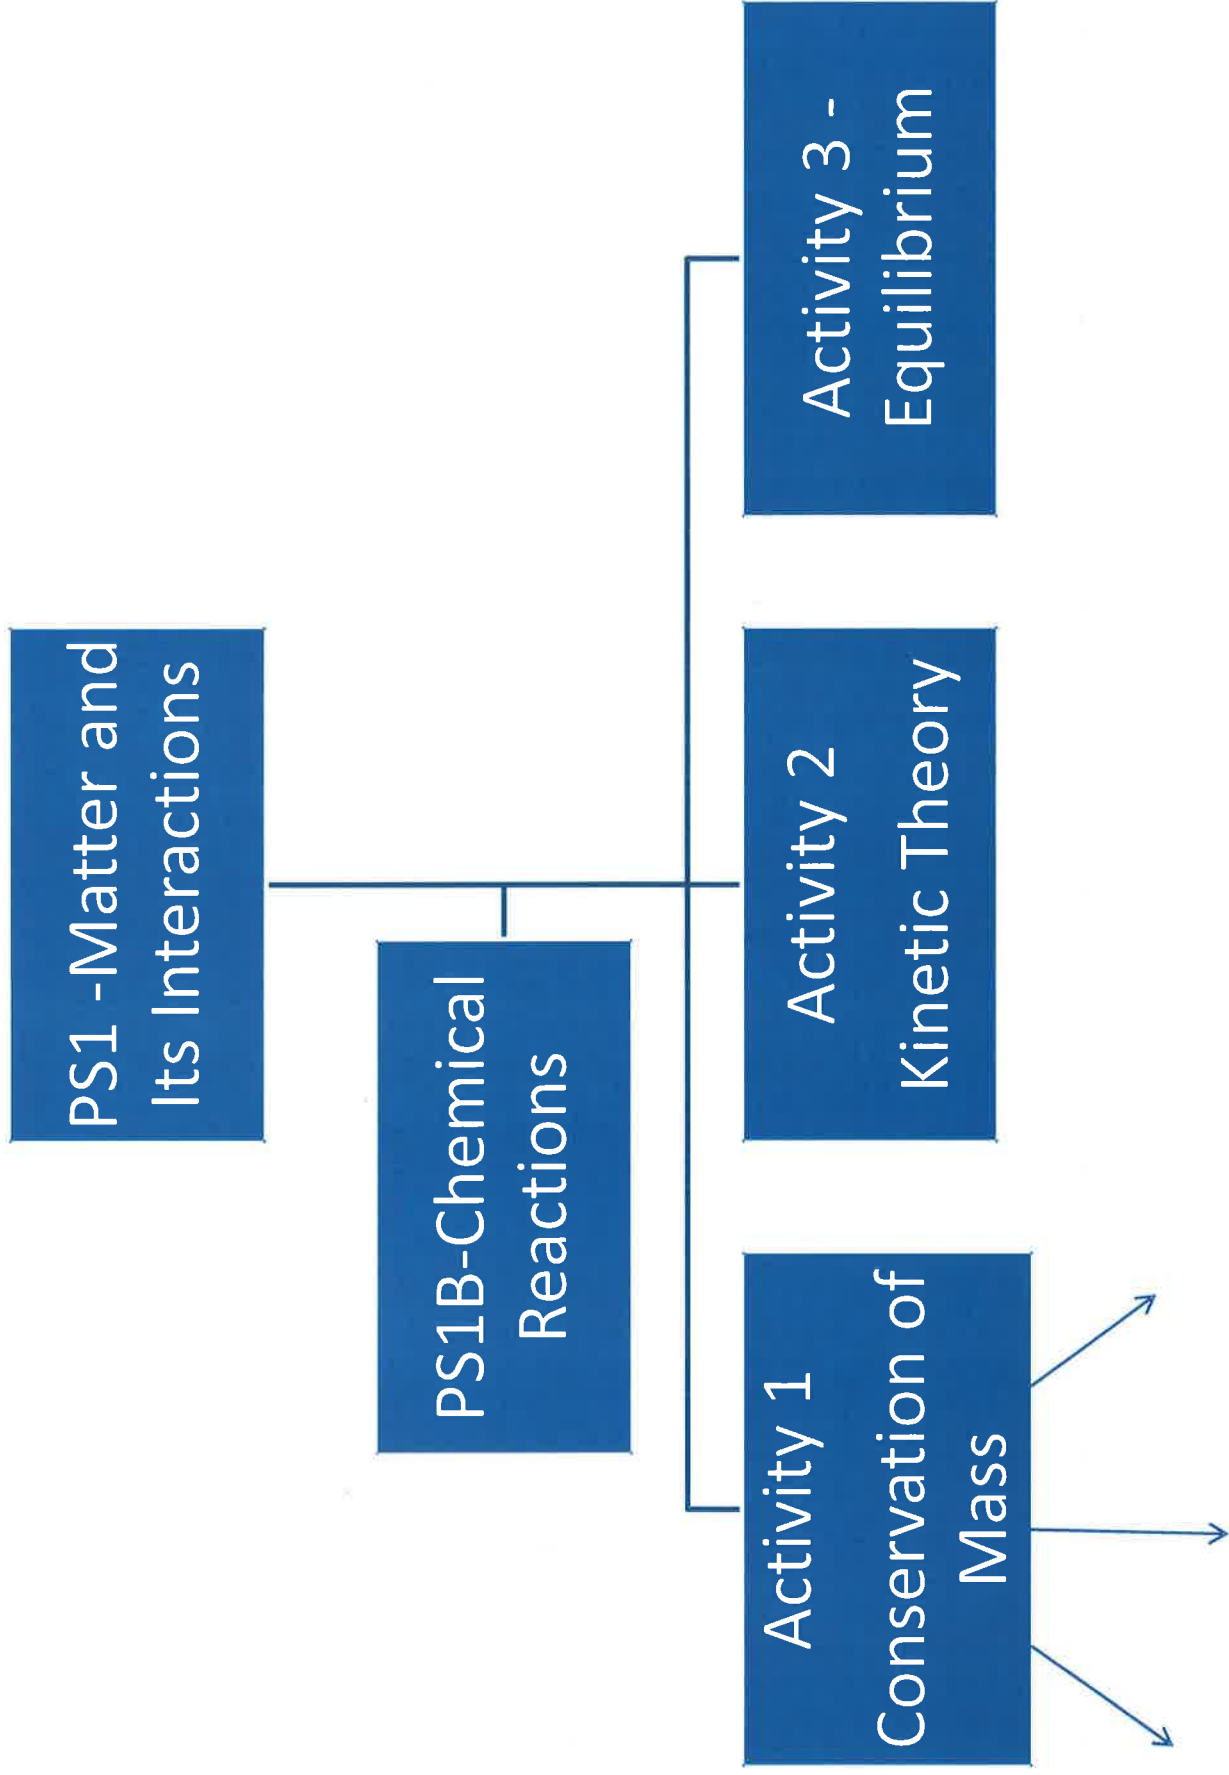 PS1 -Matter and
Its Interactions
PS1B-Chemical
Reactions
Activity 1
Conservation of
Mass
Activity 2
Kinetic Theory
Activity 3 -
Equilibrium